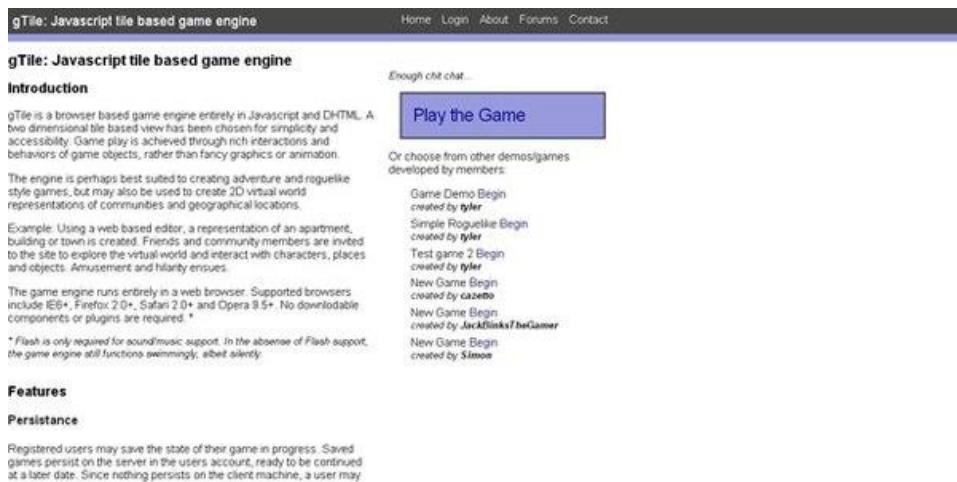 gTile: Javascript tile based game engine
Home Login About Forums Contact
gTile: Javascript tile based game engine
Introduction
gTile is a browser based game engine entirely in Javascript and DHTML. A
two dimensional tile based view has been chosen for simplicity and
accessibility. Game play is achieved through rich interactions and
behaviors of game objects, rather than fancy graphics or animation.
The engine is perhaps best suited to creating adventure and roguelike
style games, but may also be used to create 2D virtual world
representations of communities and geographical locations.
Example: Using a web based editor, a representation of an apartment,
building or town is created. Friends and community members are invited
to the site to explore the virtual world and interact with characters, places
and objects. Amusement and hilarity ensues.
The game engine runs entirely in a web browser. Supported browsers
include IE6+, Firefox 2.0+, Safari 2.0+ and Opera 9.5+. No downlodable
components or plugins are required. *
* Flash is only required for sound/music support. In the absense of Flash support,
the game engine still functions swimmingly, albeit silently.
Features
Persistance
Registered users may save the state of their game in progress. Saved
games persist on the server in the users account, ready to be continued
at a later date. Since nothing persists on the client machine, a user may
Enough chit chat...
Play the Game
Or choose from other demos/games
developed by members:
Game Demo Begin
created by tyler
Simple Roguelike Begin
created by tyler
Test game 2 Begin
created by tyler
New Game Begin
created by cazetto
New Game Begin
created by JackBlinksTheGamer
New Game Begin
created by Simon